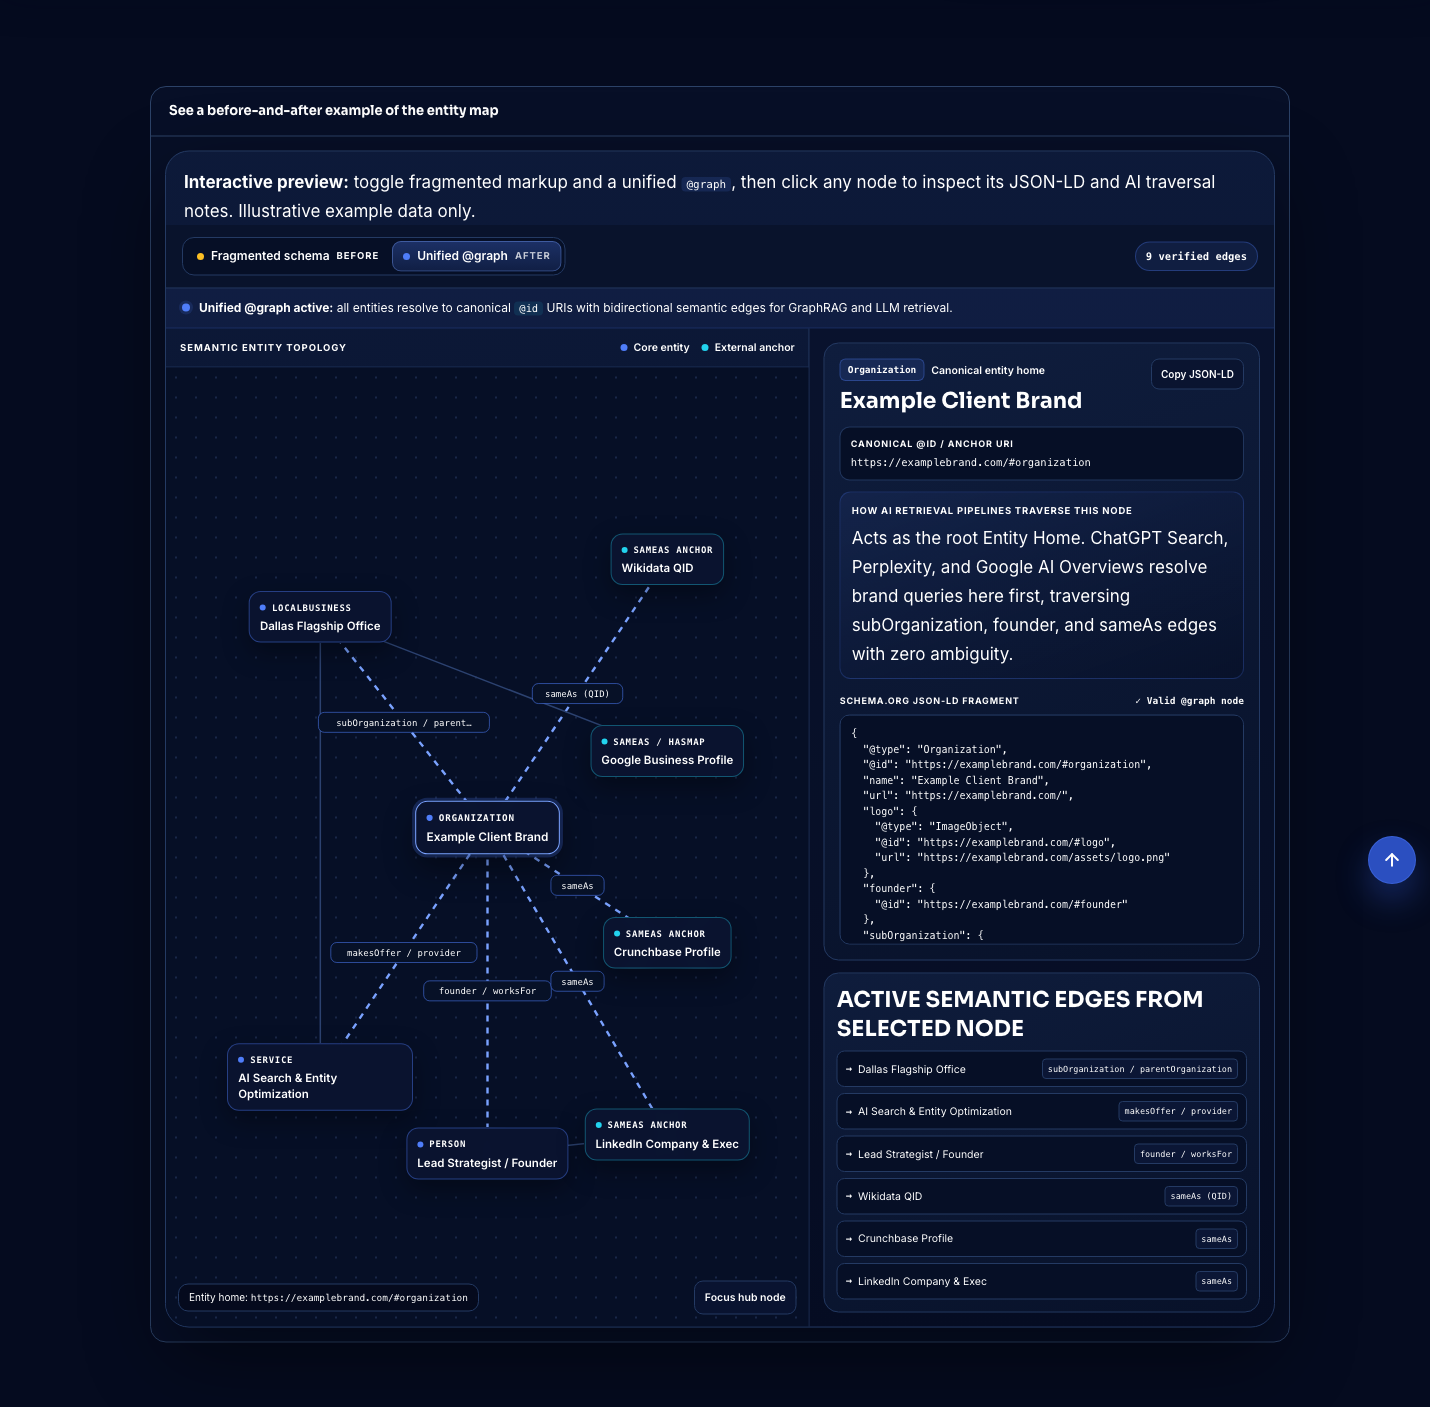 See a before-and-after example of the entity map
Interactive preview: toggle fragmented markup and a unified @graph, then click any node to inspect its JSON-LD and AI traversal
notes. Illustrative example data only.
Fragmented schema BEFORE
Unified @graph AFTER
9 verified edges
Unified @graph active: all entities resolve to canonical @id URIs with bidirectional semantic edges for GraphRAG and LLM retrieval.
SEMANTIC ENTITY TOPOLOGY
Core entity
External anchor
SAMEAS ANCHOR
Wikidata QID
LOCALBUSINESS
Dallas Flagship Office
sameAs (QID)
subOrganization / parent…
SAMEAS / HASMAP
Google Business Profile
ORGANIZATION
Example Client Brand
sameAs
SAMEAS ANCHOR
Crunchbase Profile
makesOffer / provider
sameAs
founder / worksFor
SERVICE
AI Search & Entity
Optimization
SAMEAS ANCHOR
LinkedIn Company & Exec
PERSON
Lead Strategist / Founder
Entity home: https://examplebrand.com/#organization
Focus hub node
Organization
Canonical entity home
Copy JSON-LD
Example Client Brand
CANONICAL @ID / ANCHOR URI
https://examplebrand.com/#organization
HOW AI RETRIEVAL PIPELINES TRAVERSE THIS NODE
Acts as the root Entity Home. ChatGPT Search,
Perplexity, and Google AI Overviews resolve
brand queries here first, traversing
subOrganization, founder, and sameAs edges
with zero ambiguity.
SCHEMA.ORG JSON-LD FRAGMENT
✓ Valid @graph node
{
"@type": "Organization",
"@id": "https://examplebrand.com/#organization",
"name": "Example Client Brand",
"url": "https://examplebrand.com/",
"logo": {
"@type": "ImageObject",
"@id": "https://examplebrand.com/#logo",
"url": "https://examplebrand.com/assets/logo.png"
},
"founder": {
"@id": "https://examplebrand.com/#founder"
},
"subOrganization": {
ACTIVE SEMANTIC EDGES FROM
SELECTED NODE
→ Dallas Flagship Office
subOrganization / parentOrganization
→ AI Search & Entity Optimization
makesOffer / provider
→ Lead Strategist / Founder
founder / worksFor
→ Wikidata QID
sameAs (QID)
→ Crunchbase Profile
sameAs
→ LinkedIn Company & Exec
sameAs